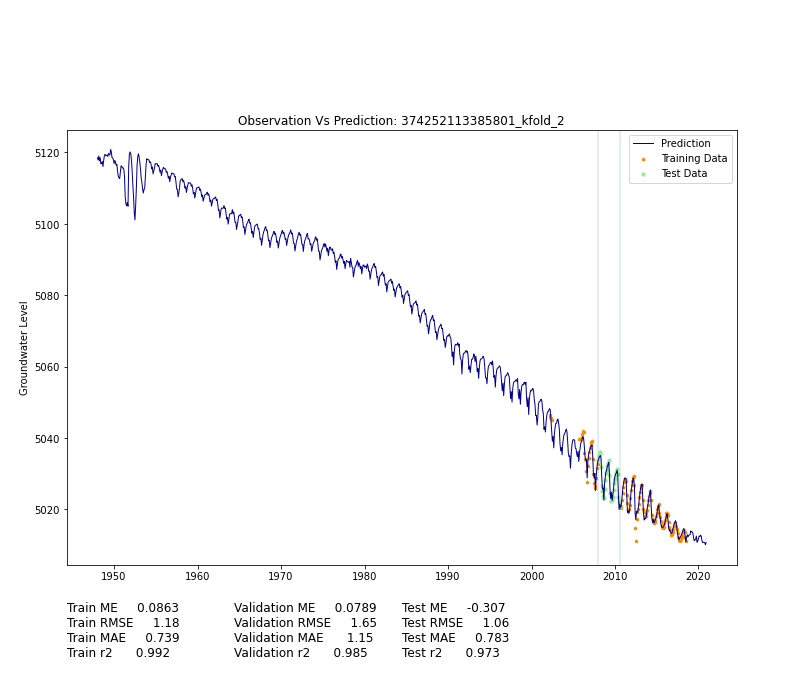 Observation Vs Prediction: 374252113385801_kfold_2
Prediction
Training Data
Test Data
Groundwater Level
5120
5100
5080
5060
5040
5020
1950 1960 1970 1980 1990 2000 2010 2020
Train ME 0.0863 Validation ME 0.0789 Test ME -0.307
Train RMSE 1.18 Validation RMSE 1.65 Test RMSE 1.06
Train MAE 0.739 Validation MAE 1.15 Test MAE 0.783
Train r2 0.992 Validation r2 0.985 Test r2 0.973